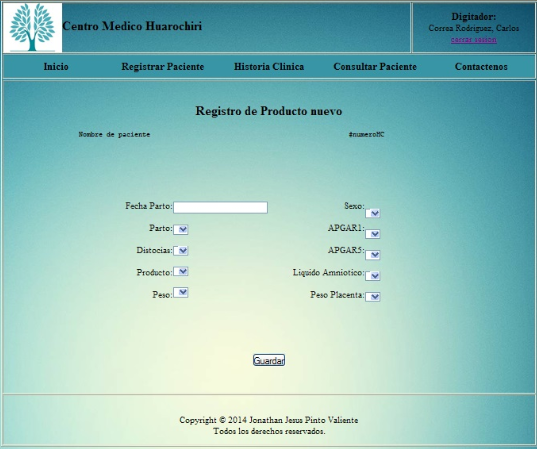 Centro Medico Huarochiri
Digitador:
Correa Rodriguez, Carlos
cerrar sesion
Inicio Registrar Paciente Historia Clinica Consultar Paciente Contactenos
Registro de Producto nuevo
Nombre de paciente #numeroHC
Fecha Parto: Sexo:
Parto: APGAR1:
Distocias: APGAR5:
Producto: Liquido Amniotico:
Peso: Peso Placenta:
Guardar
Copyright © 2014 Jonathan Jesus Pinto Valiente
Todos los derechos reservados.